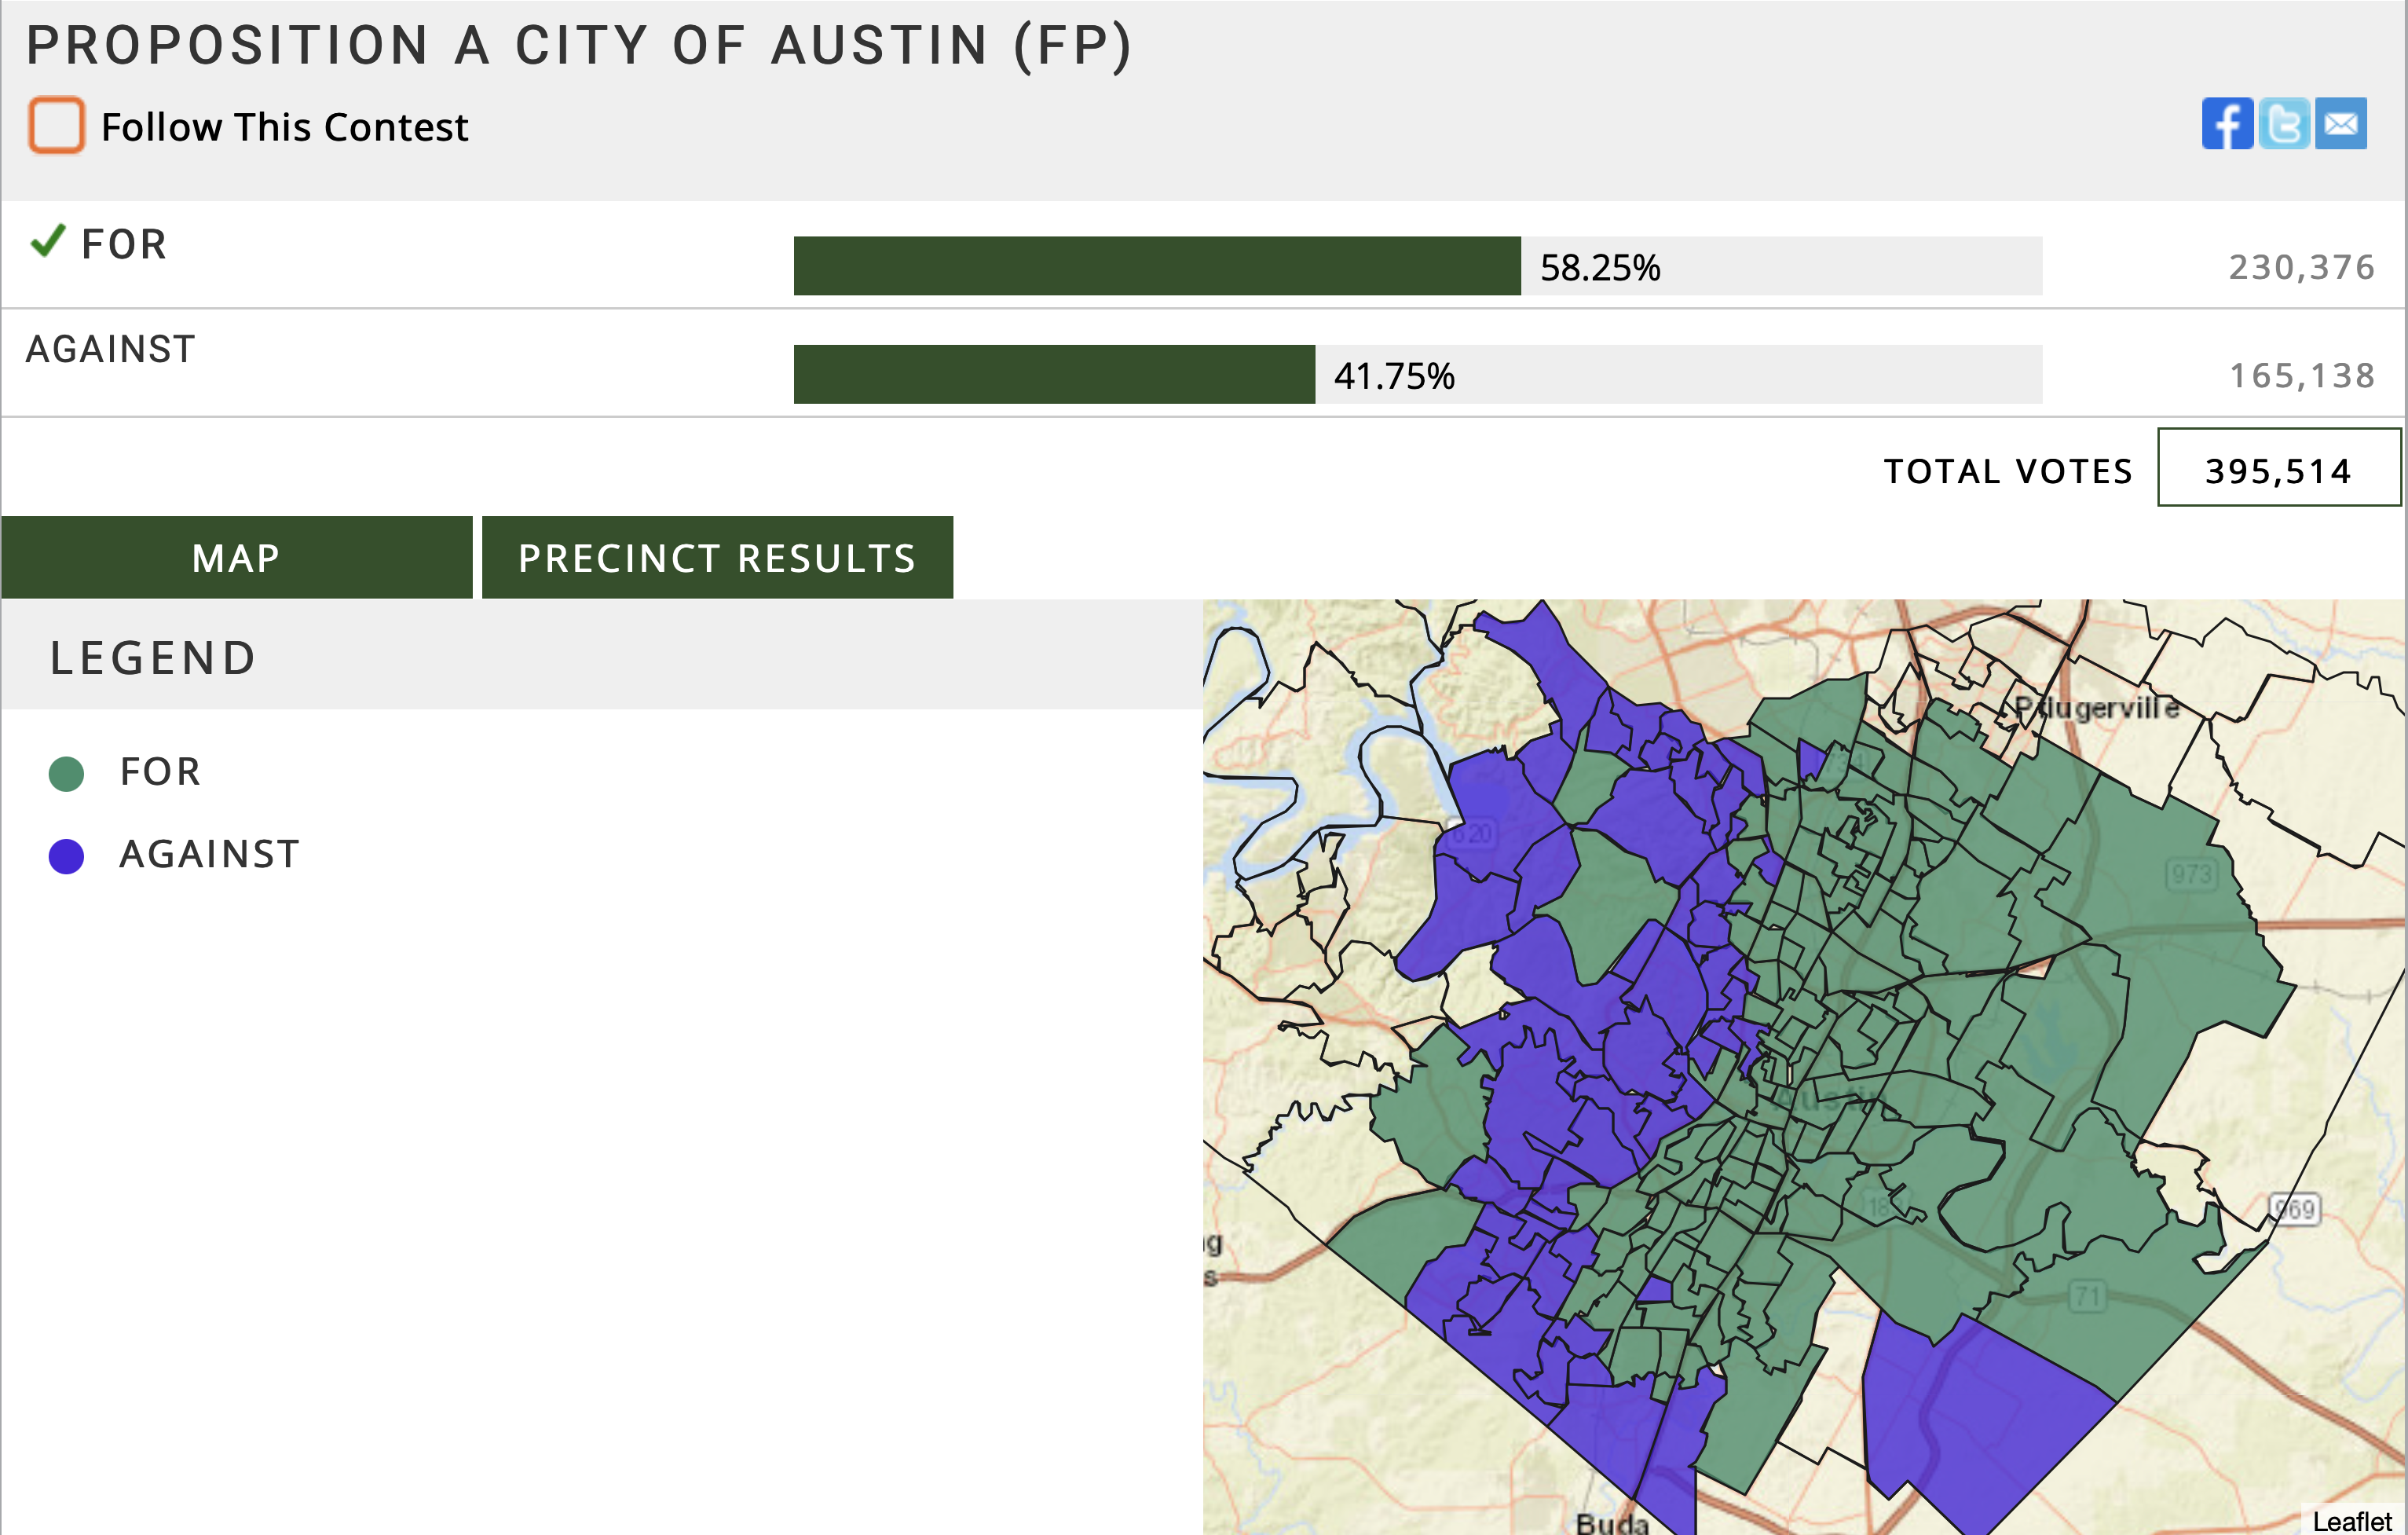 PROPOSITION A CITY OF AUSTIN (FP)
Follow This Contest
FOR
58.25%
230,376
AGAINST
41.75%
165,138
TOTAL VOTES
395,514
MAP
PRECINCT RESULTS
LEGEND
FOR
AGAINST
Pflugerville
734
620
973
Austin
969
71
Buda
Leaflet